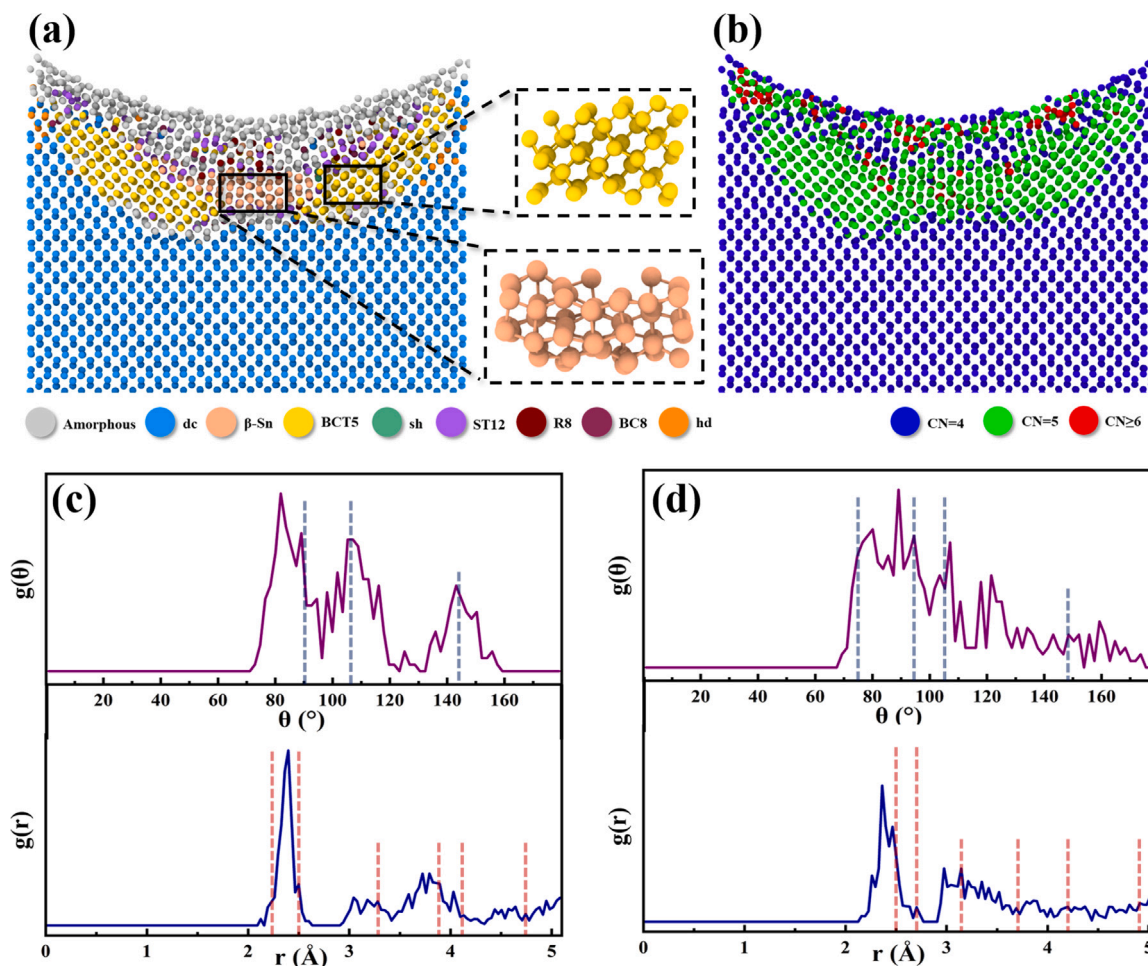 (a)
(b)
Amorphous dc β-Sn BCT5 sh ST12 R8 BC8 hd
CN=4 CN=5 CN≥6
(c)
g(θ)
20 40 60 80 100 120 140 160
θ (°)
g(r)
0 1 2 3 4 5
r (Å)
(d)
g(θ)
20 40 60 80 100 120 140 160
θ (°)
g(r)
0 1 2 3 4 5
r (Å)